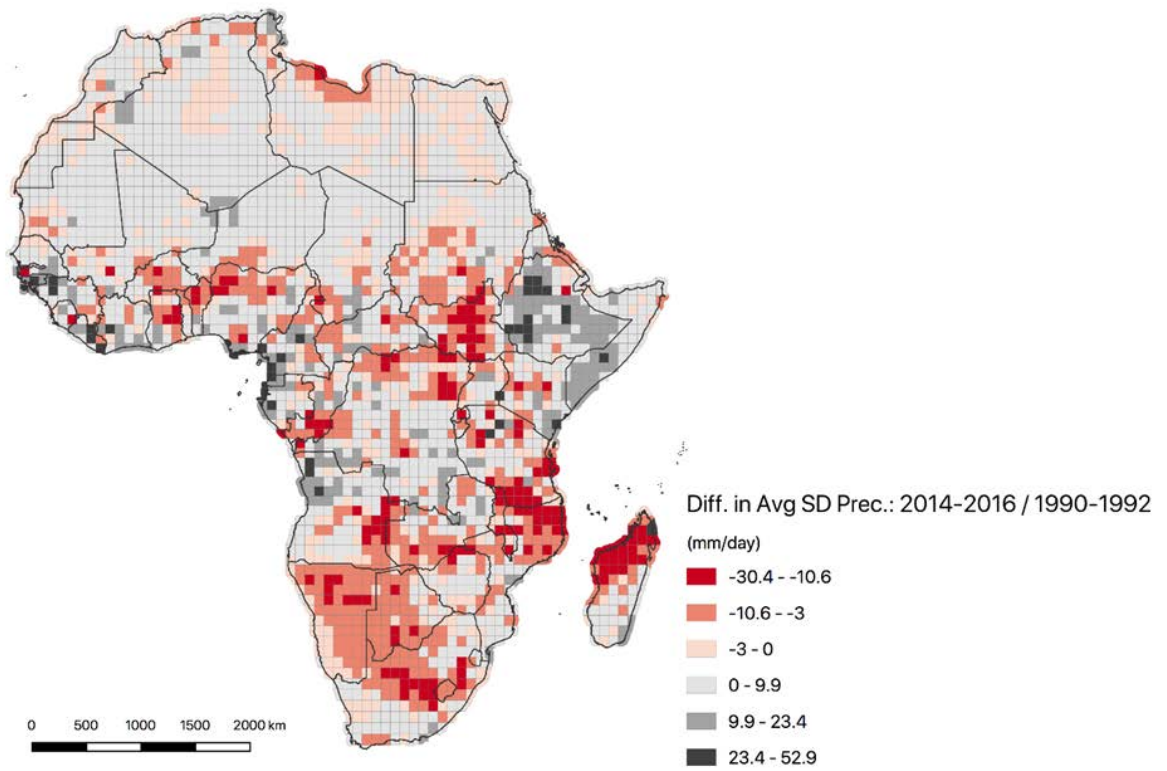 Diff. in Avg SD Prec.: 2014-2016 / 1990-1992
(mm/day)
-30.4 - -10.6
-10.6 - -3
-3 - 0
0 - 9.9
9.9 - 23.4
23.4 - 52.9
0 500 1000 1500 2000 km